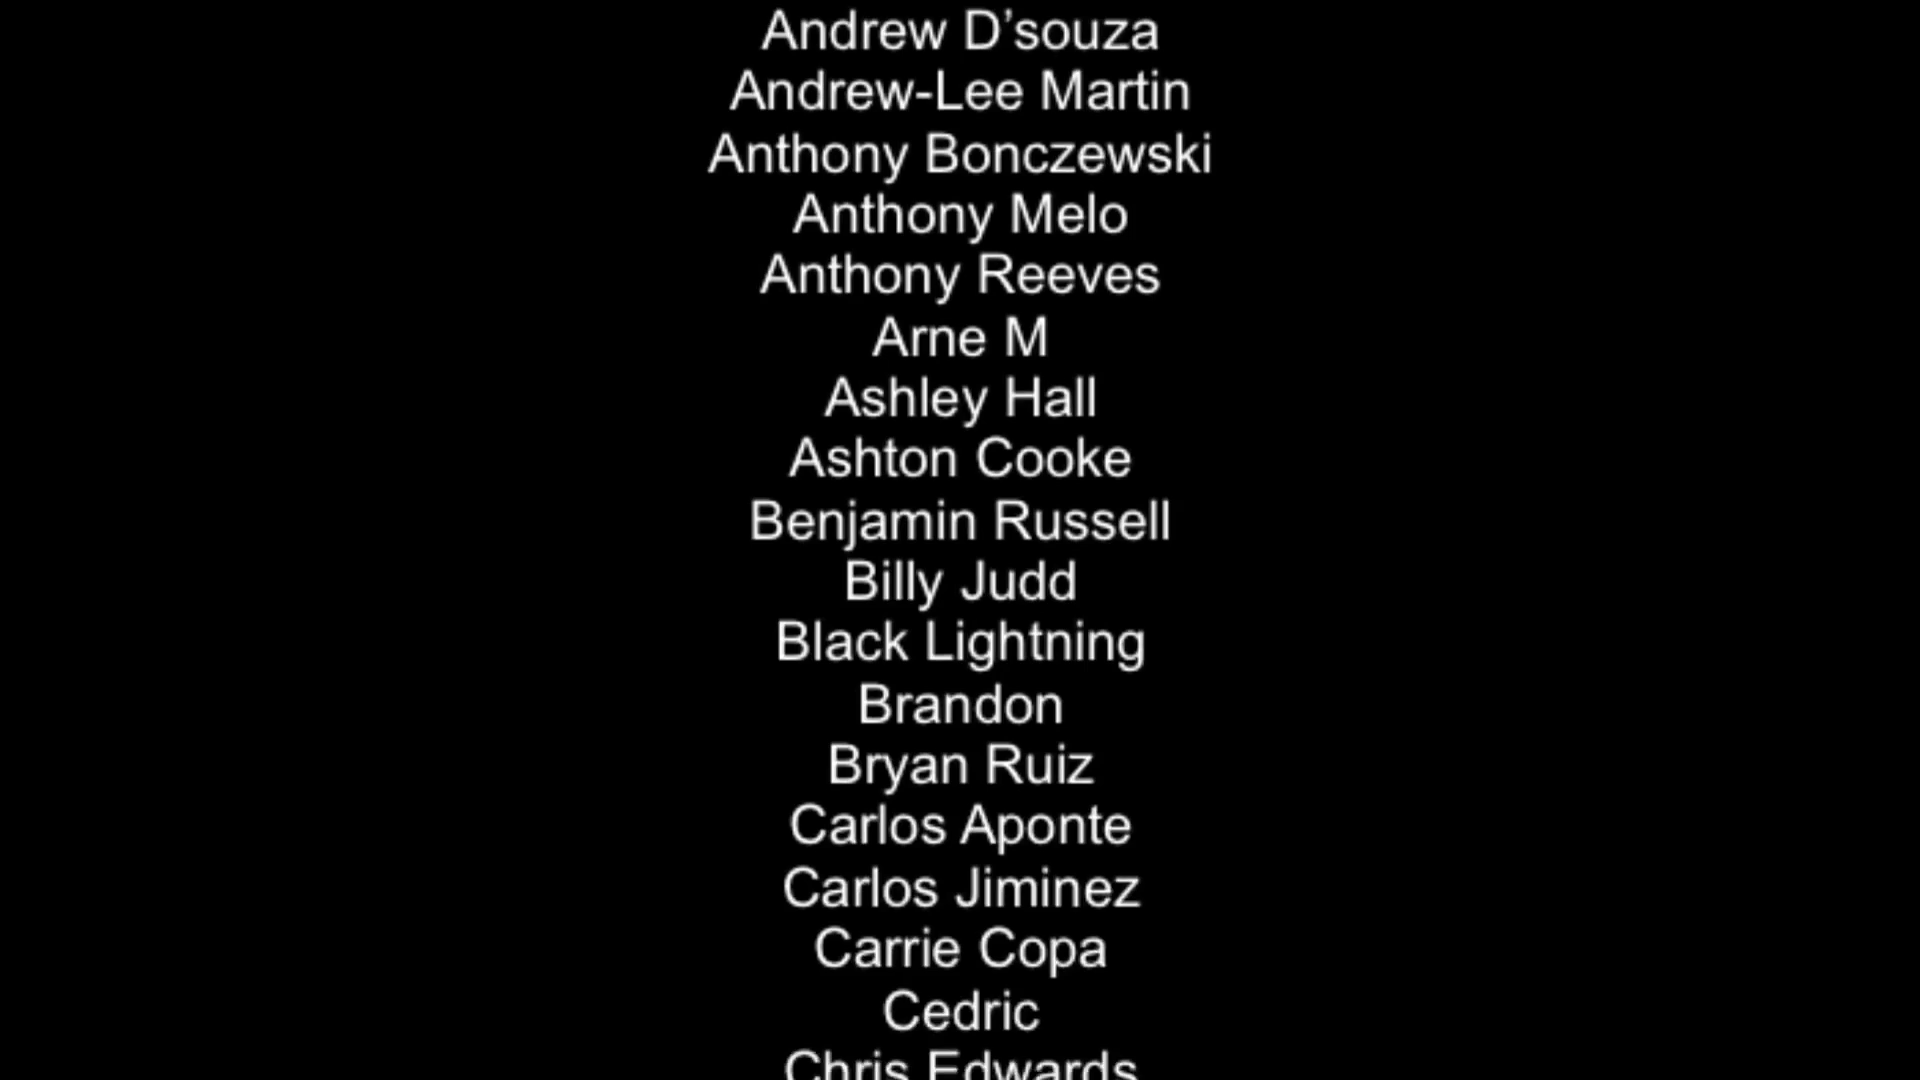 Andrew D’souza
Andrew-Lee Martin
Anthony Bonczewski
Anthony Melo
Anthony Reeves
Arne M
Ashley Hall
Ashton Cooke
Benjamin Russell
Billy Judd
Black Lightning
Brandon
Bryan Ruiz
Carlos Aponte
Carlos Jiminez
Carrie Copa
Cedric
Chris Edwards